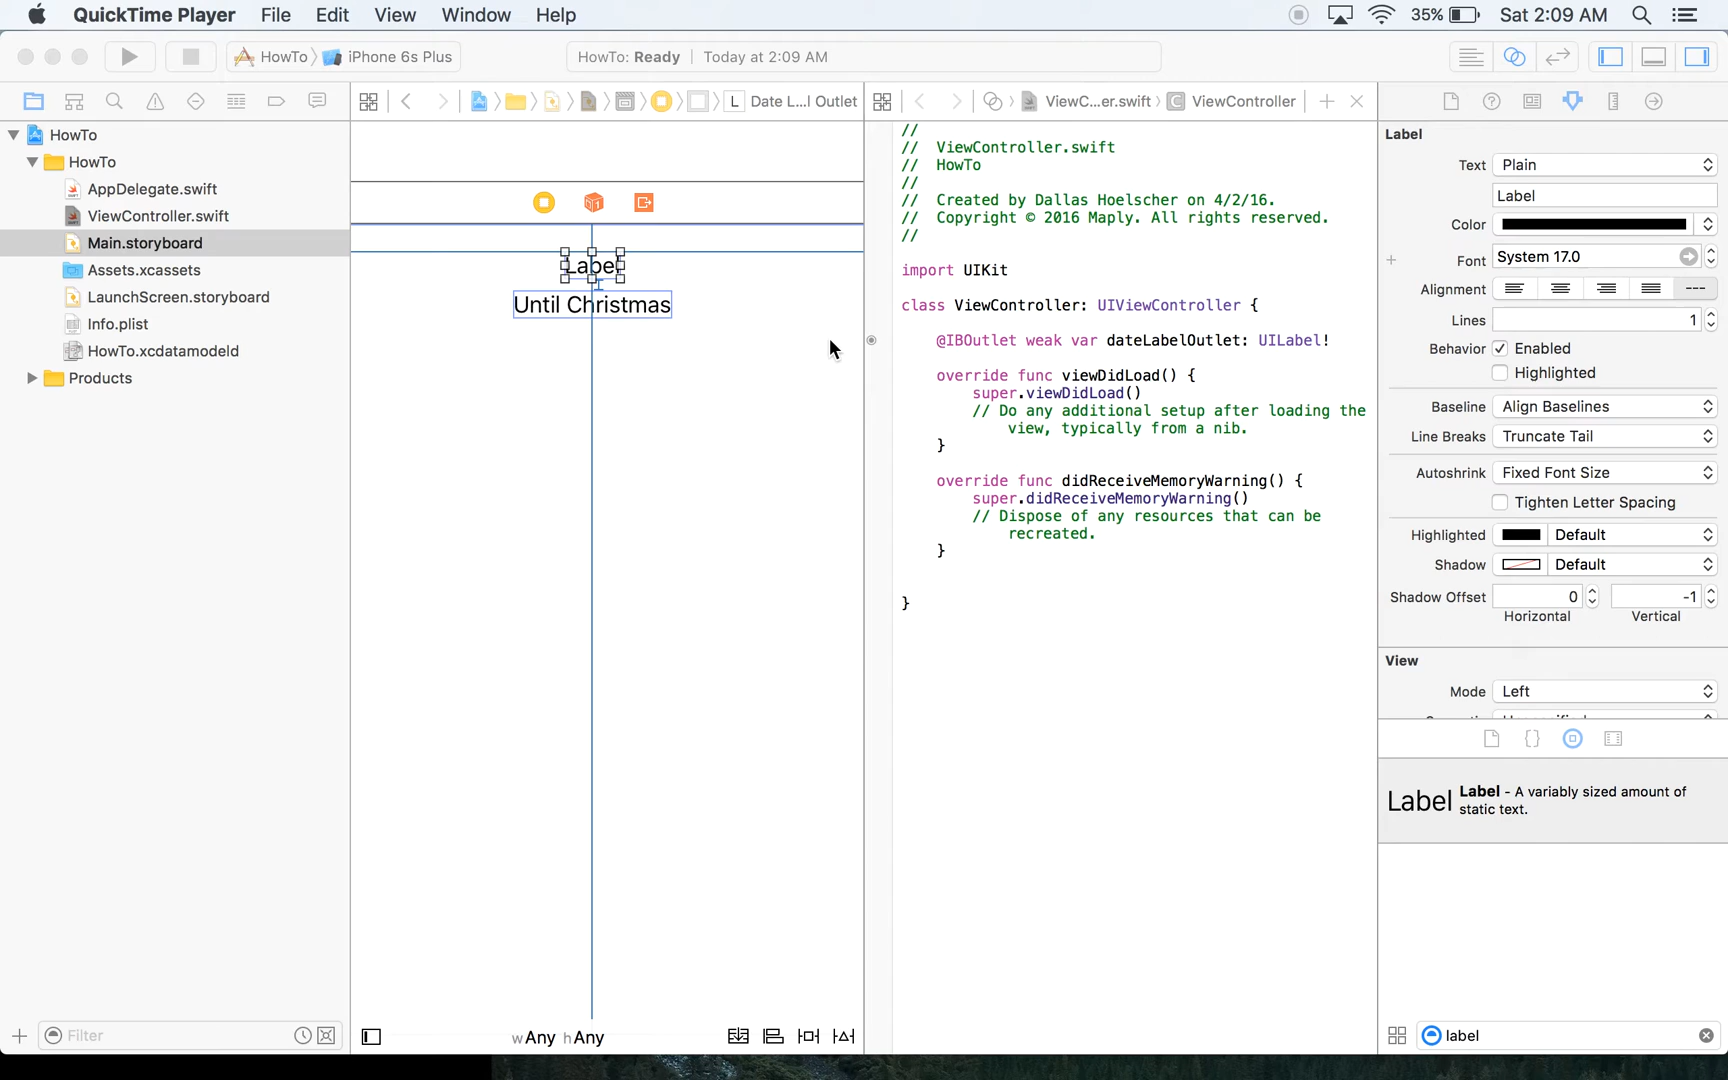 QuickTime Player File Edit View Window Help 35% Sat 2:09 AM
HowTo iPhone 6s Plus HowTo: Ready | Today at 2:09 AM
L Date L...l Outlet ViewC...er.swift C ViewController
HowTo
HowTo
AppDelegate.swift
ViewController.swift
Main.storyboard
Assets.xcassets
LaunchScreen.storyboard
Info.plist
HowTo.xcdatamodeld
Products
Filter
Label
Until Christmas
wAny hAny
//
// ViewController.swift
// HowTo
//
// Created by Dallas Hoelscher on 4/2/16.
// Copyright © 2016 Maply. All rights reserved.
//
import UIKit
class ViewController: UIViewController {
@IBOutlet weak var dateLabelOutlet: UILabel!
override func viewDidLoad() {
super.viewDidLoad()
// Do any additional setup after loading the
view, typically from a nib.
}
override func didReceiveMemoryWarning() {
super.didReceiveMemoryWarning()
// Dispose of any resources that can be
recreated.
}
}
Label
Text Plain
Label
Color
Font System 17.0
Alignment
Lines 1
Behavior Enabled
Highlighted
Baseline Align Baselines
Line Breaks Truncate Tail
Autoshrink Fixed Font Size
Tighten Letter Spacing
Highlighted Default
Shadow Default
Shadow Offset 0 -1
Horizontal Vertical
View
Mode Left
Label Label - A variably sized amount of
static text.
label